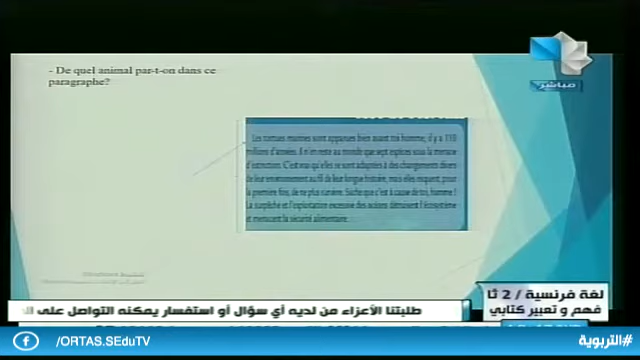 مباشر
- De quel animal par-t-on dans ce
paragraphe?
Les tortues marines sont apparues bien avant toi homme, il y a 110
millions d'années. Il n'en reste au monde que sept espèces sous la menace
d'extinction. C'est vrai qu'elles se sont adaptées à des changements divers
de leur environnement au fil de leur longue histoire, mais elles risquent, pour
la première fois, de ne plus survivre. Sache que c'est à cause de toi, homme !
La surpêche et l'exploitation excessive des océans détruisent l'écosystème
et menacent la sécurité alimentaire.
لغة فرنسية / 2 ثا
فهم و تعبير كتابي
طلبتنا الأعزاء من لديه أي سؤال أو استفسار يمكنه التواصل على
/ORTAS.SEduTV
#التربوية